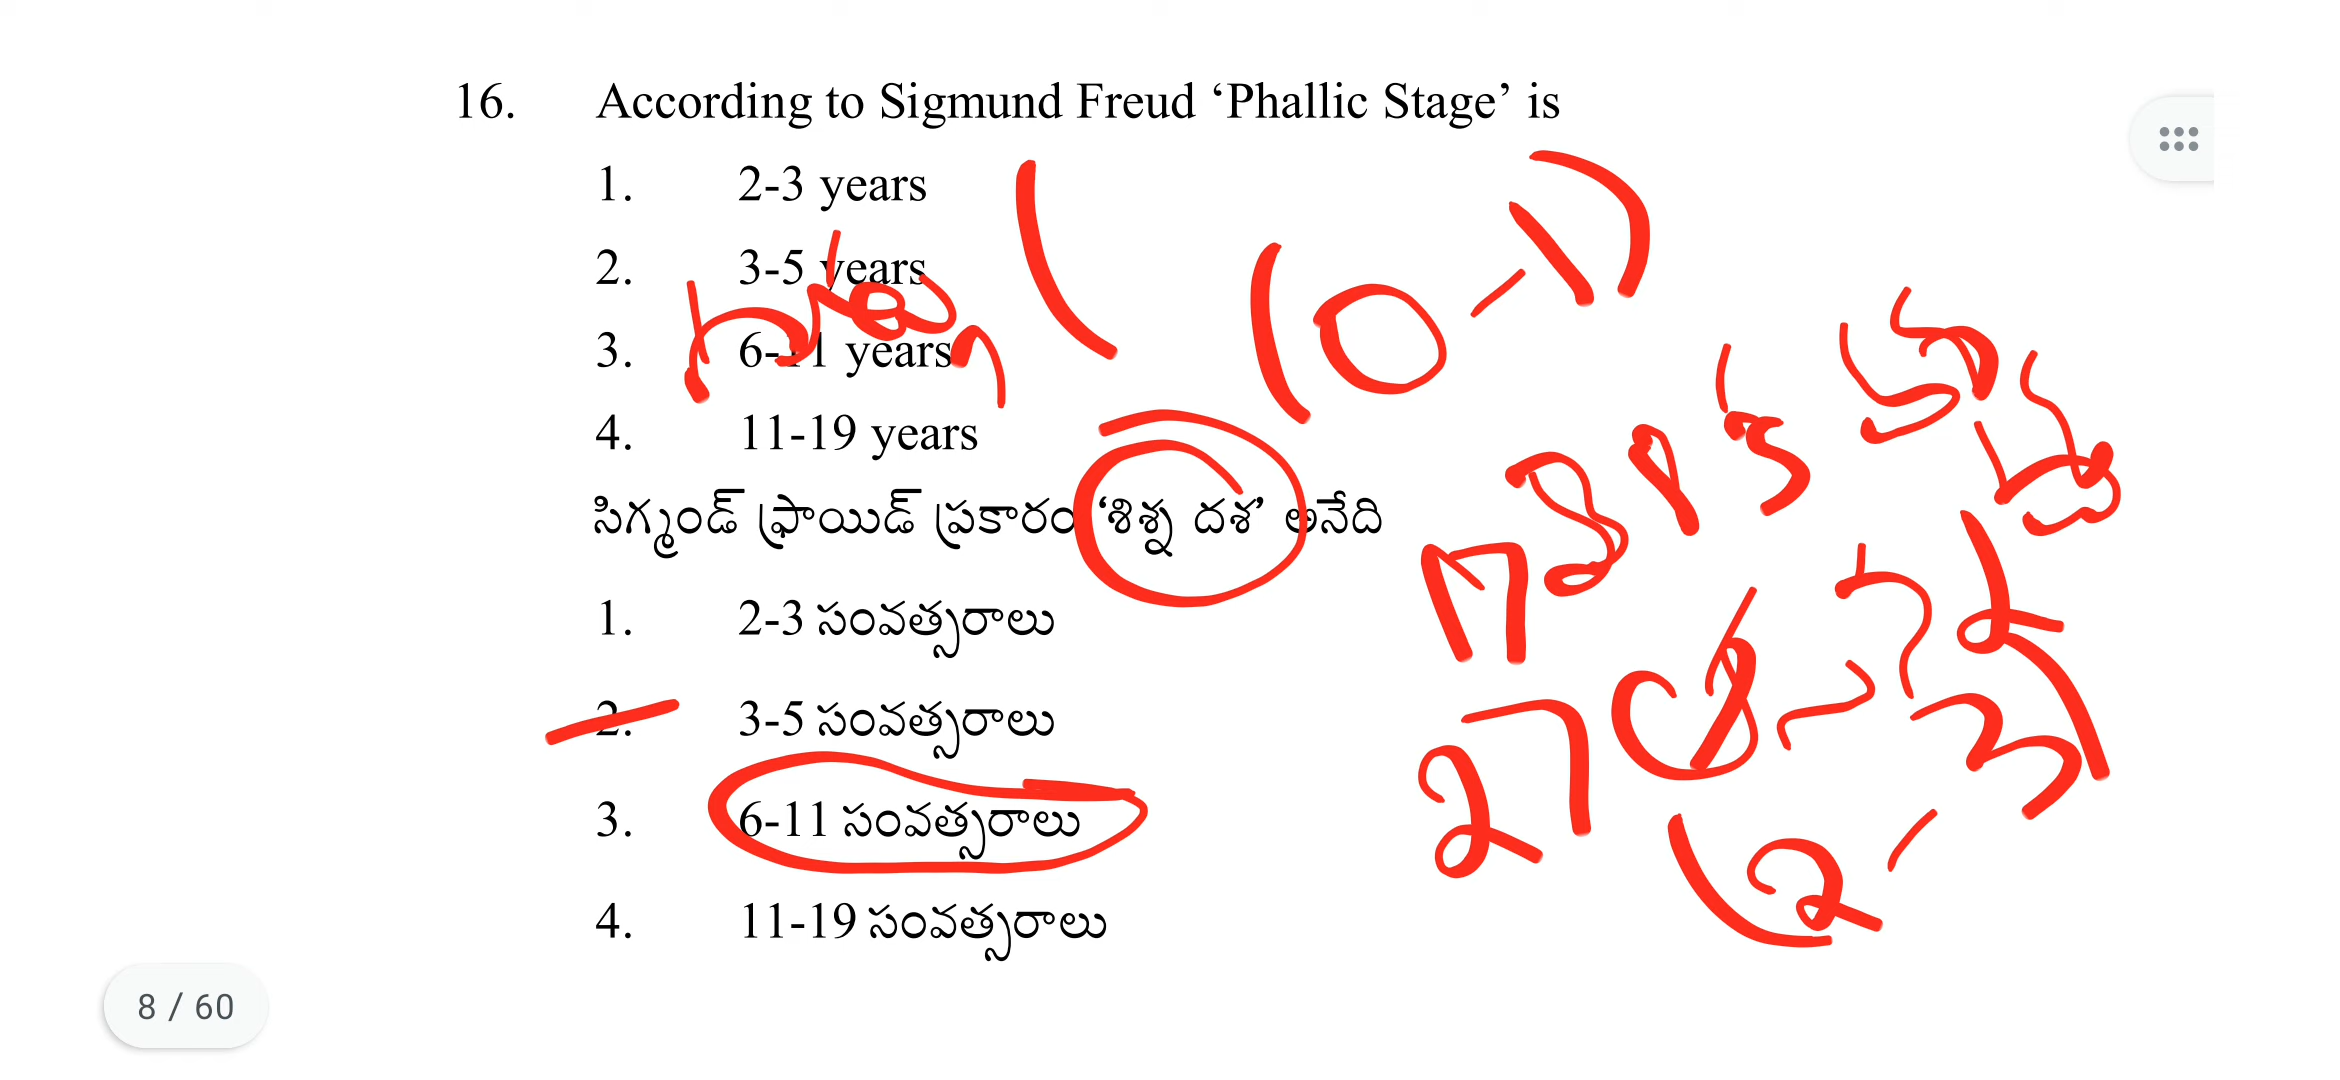 16. According to Sigmund Freud ‘Phallic Stage’ is
1. 2-3 years
2. 3-5 years
3. 6-11 years
4. 11-19 years
సిగ్మండ్ ఫ్రాయిడ్ ప్రకారం ‘శిశ్న దశ’ అనేది
1. 2-3 సంవత్సరాలు
2. 3-5 సంవత్సరాలు
3. 6-11 సంవత్సరాలు
4. 11-19 సంవత్సరాలు
(0-1)
8 / 60